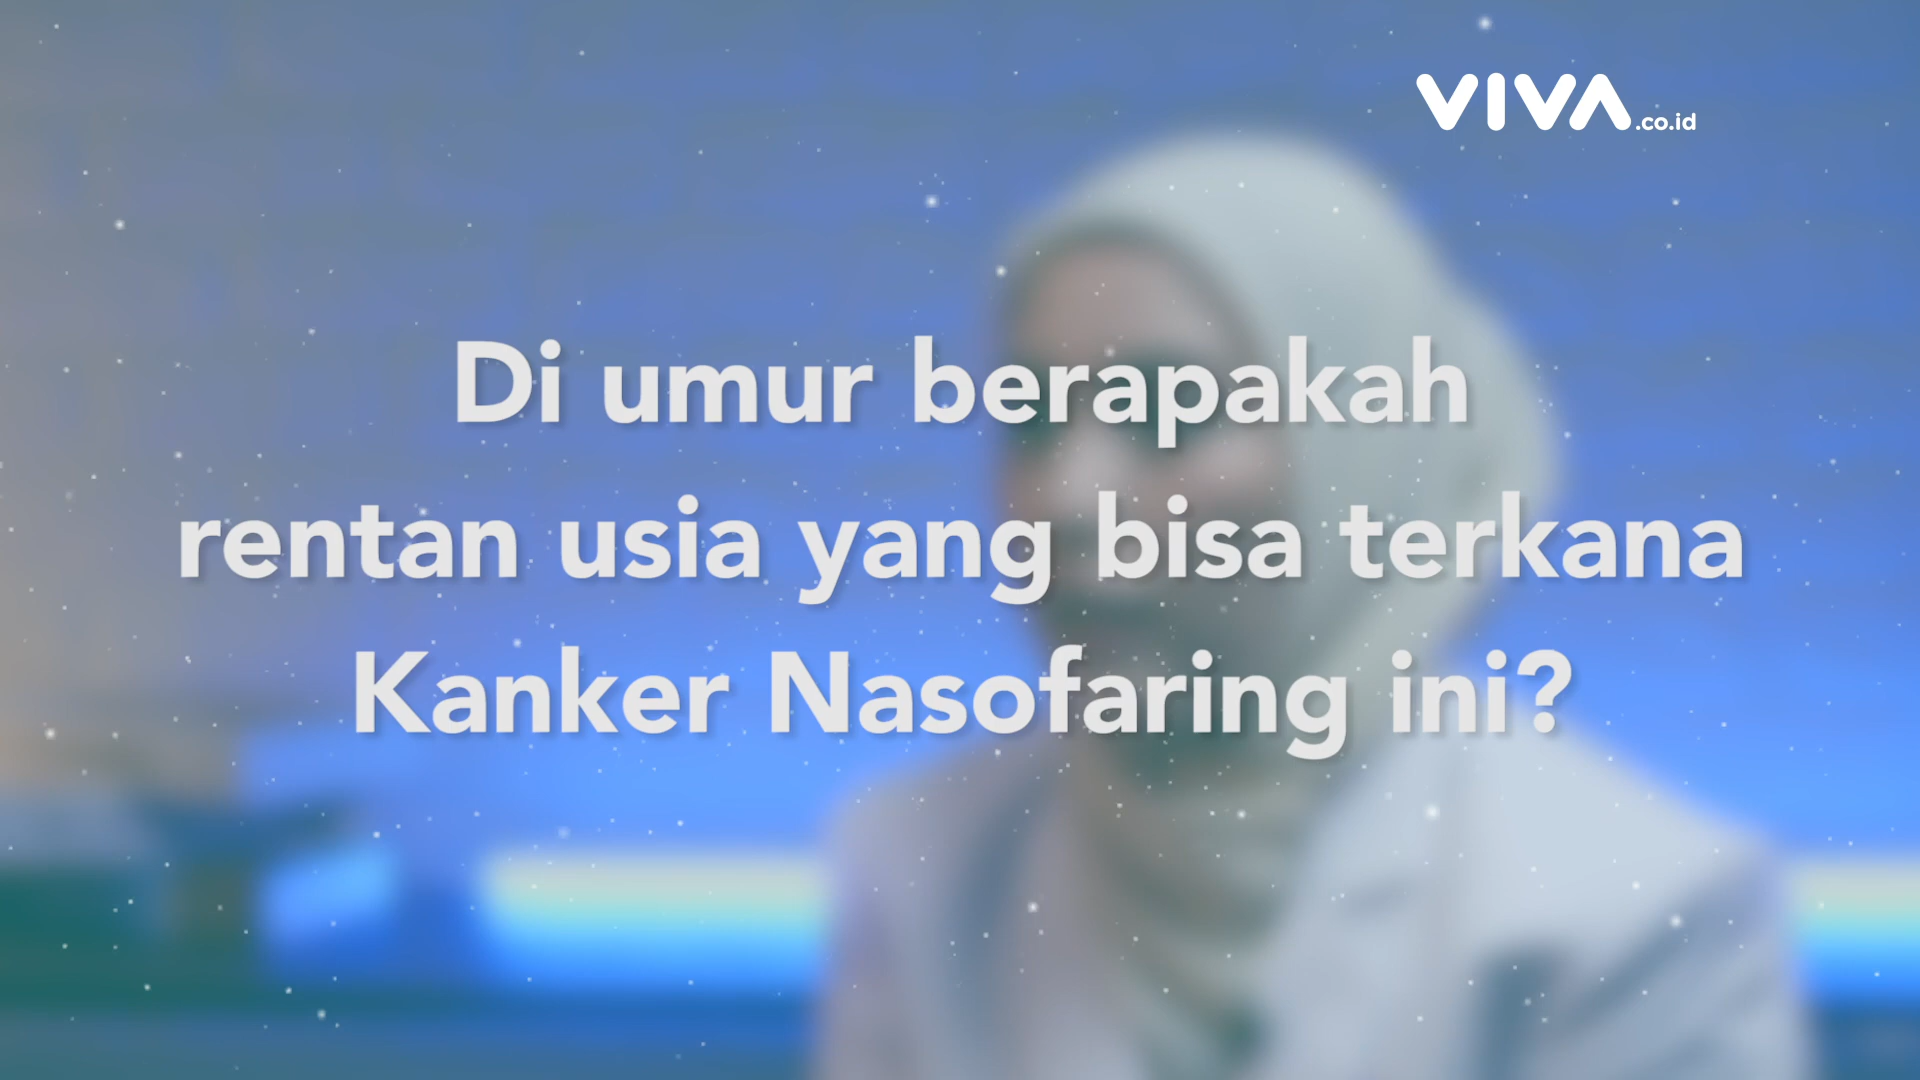 VIVA.co.id
Di umur berapakah
rentan usia yang bisa terkana
Kanker Nasofaring ini?